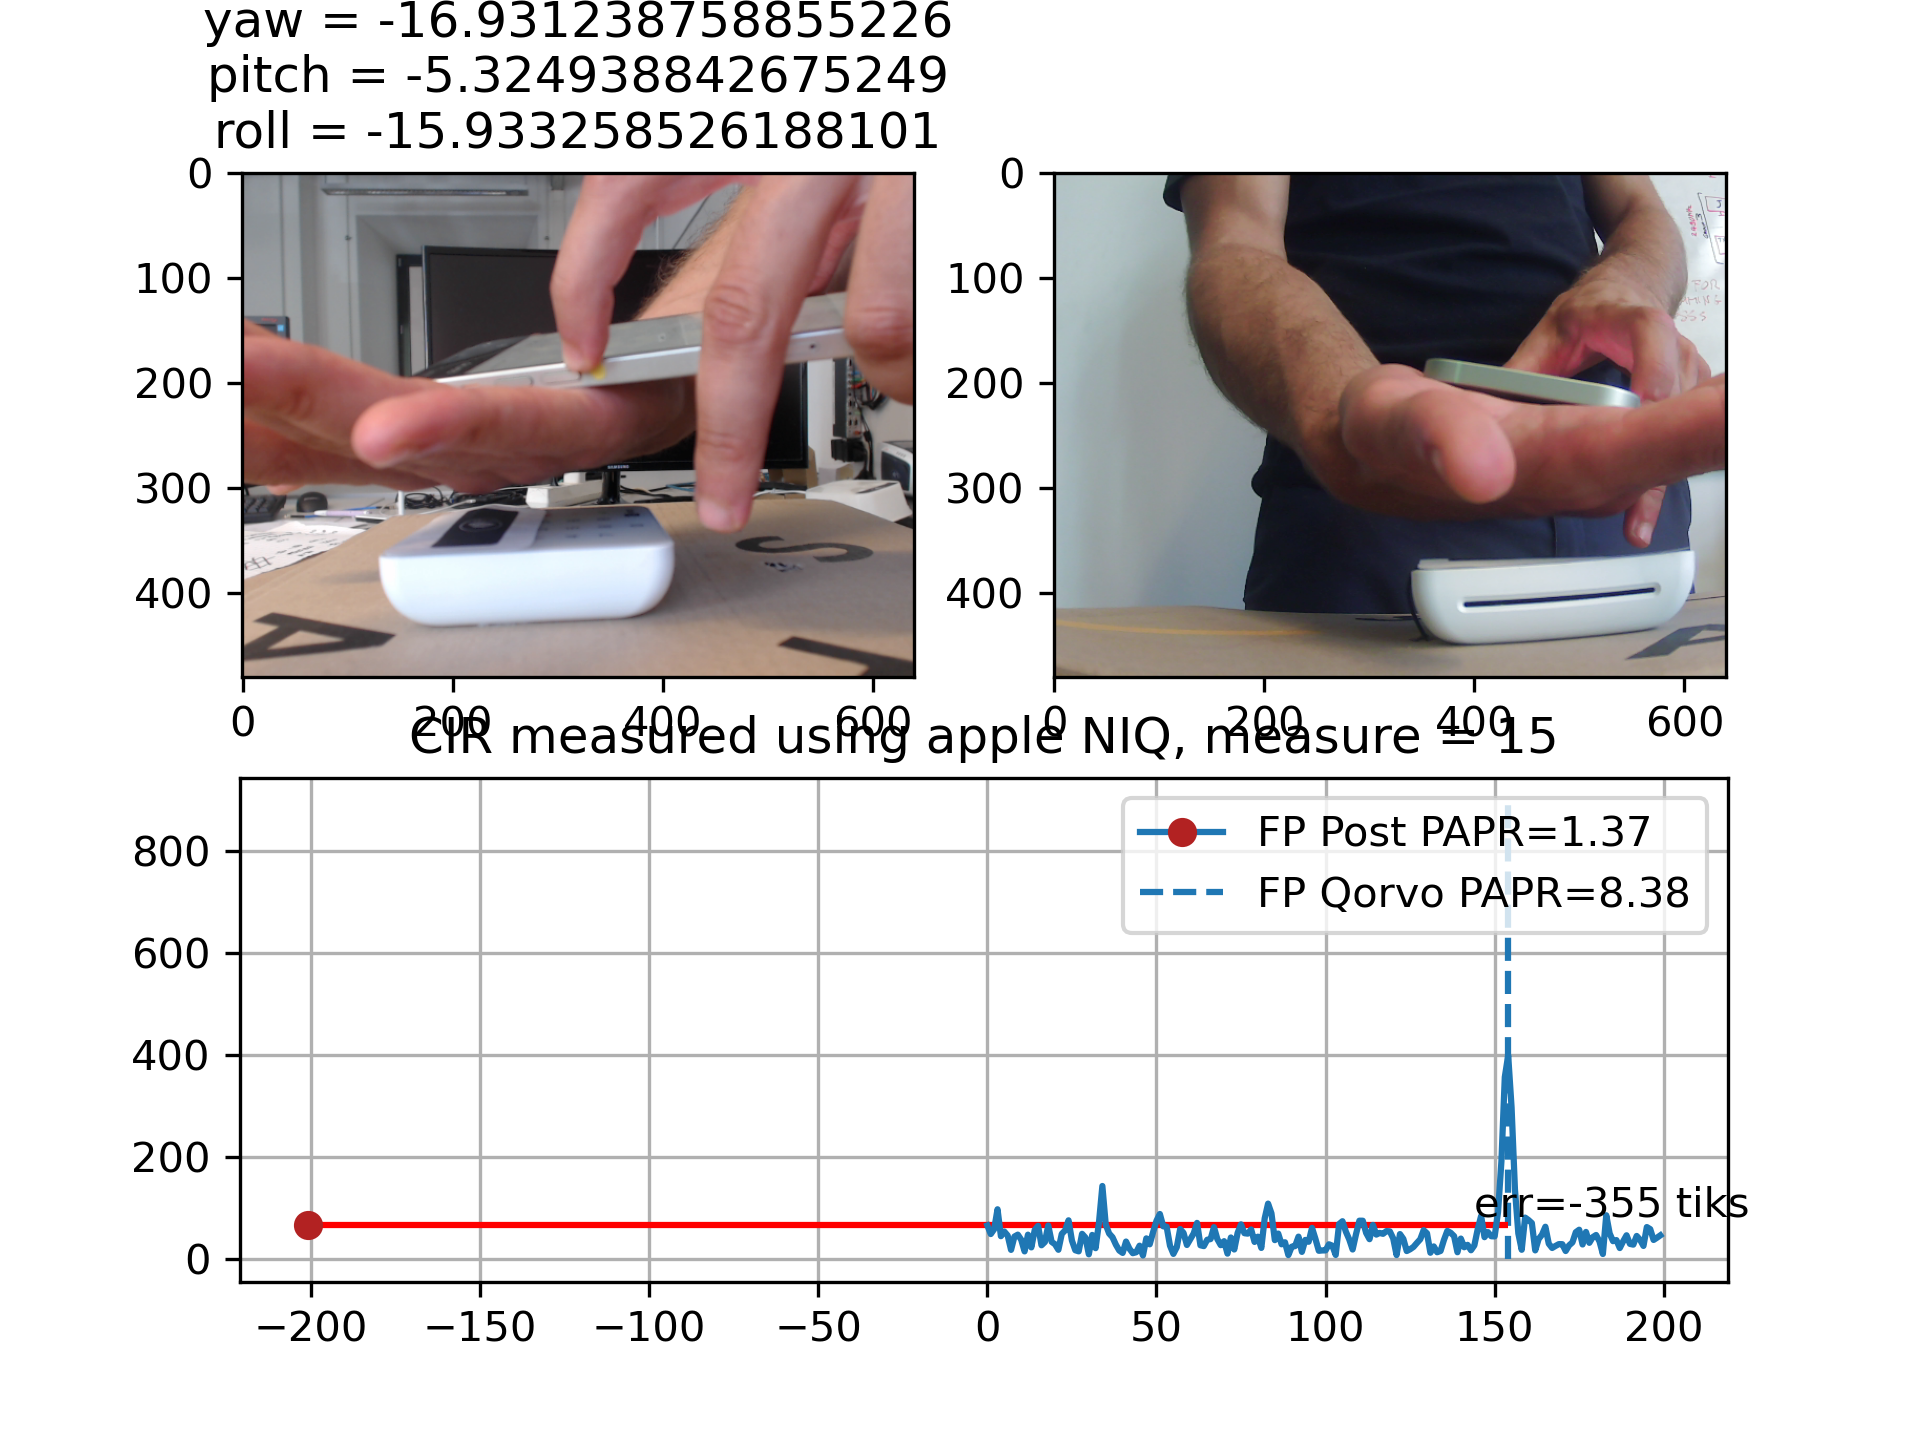 yaw = -16.931238758855226
pitch = -5.324938842675249
roll = -15.933258526188101
0
100
200
300
400
0
200
400
600
0
100
200
300
400
0
200
400
600
SAMSUNG
A
S
FOR
CIR measured using apple NIQ, measure = 15
FP Post PAPR=1.37
FP Qorvo PAPR=8.38
err=-355 tiks
800
600
400
200
0
−200
−150
−100
−50
0
50
100
150
200